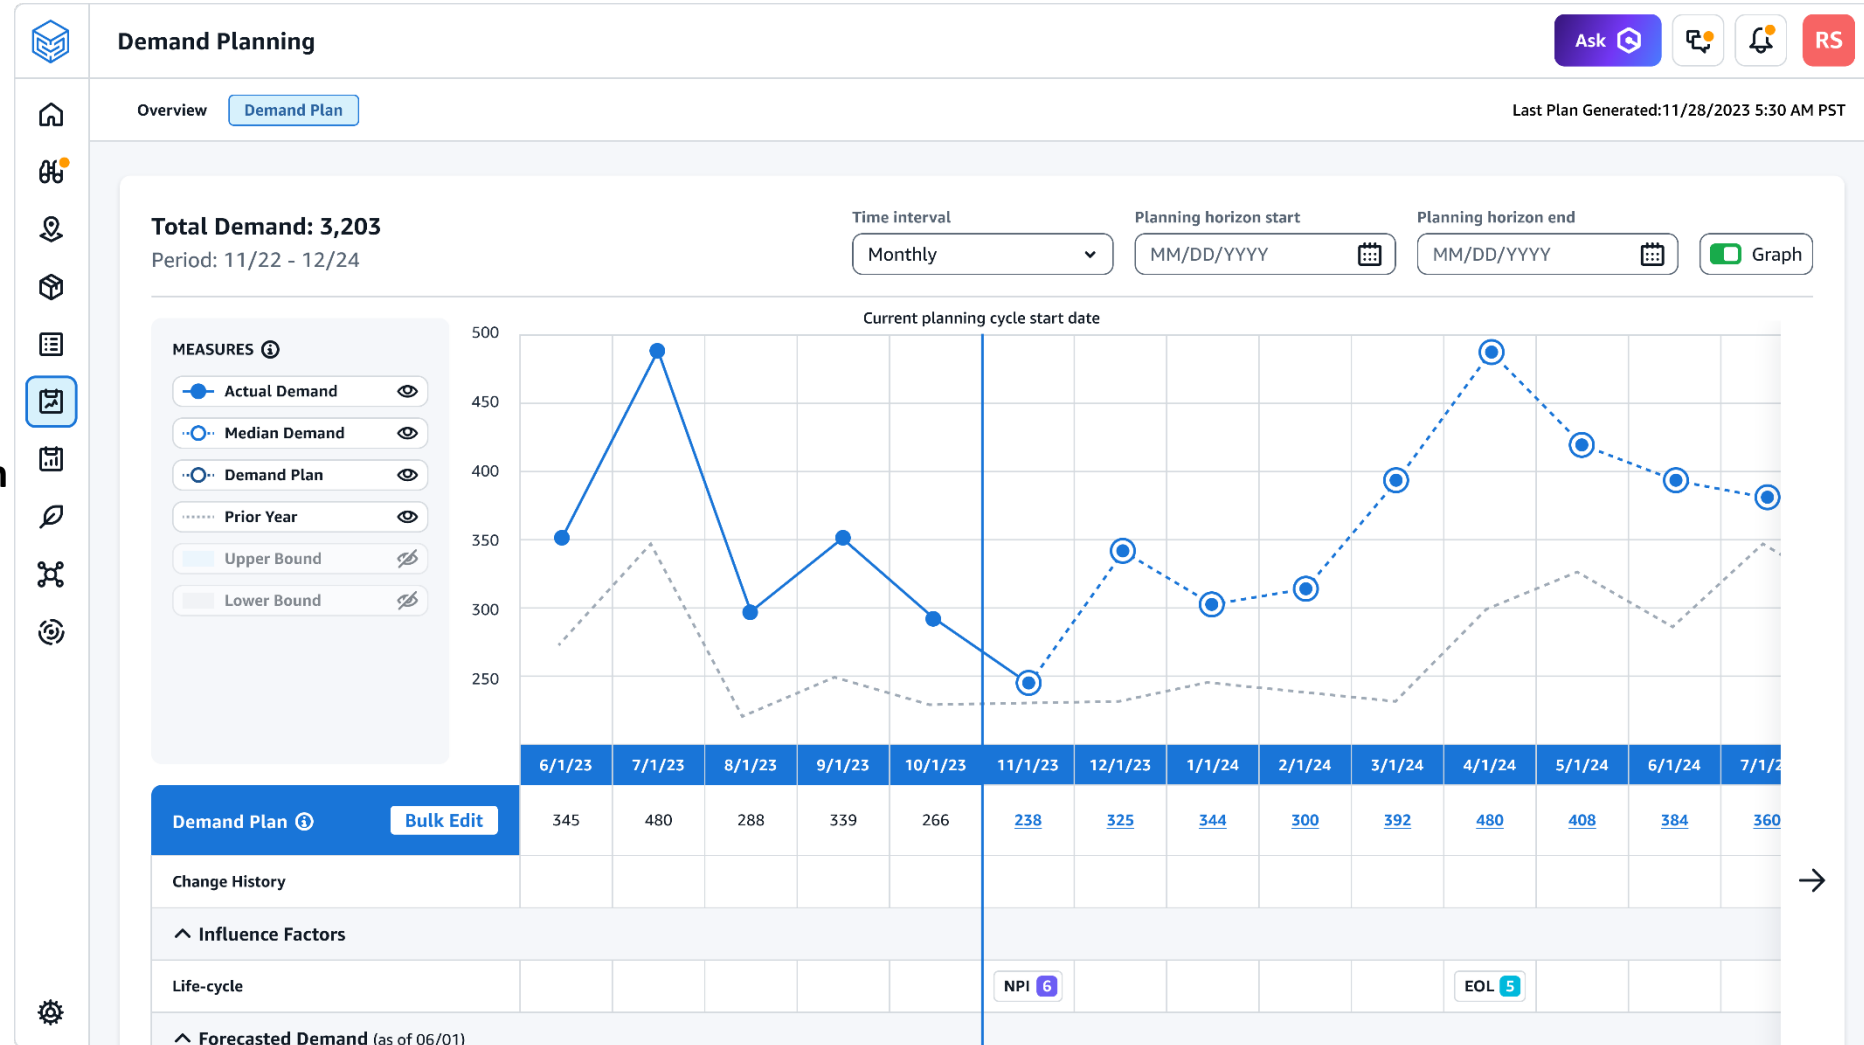 Demand Planning
Ask
RS
Overview
Demand Plan
Last Plan Generated:11/28/2023 5:30 AM PST
Total Demand: 3,203
Period: 11/22 - 12/24
Time interval
Monthly
Planning horizon start
MM/DD/YYYY
Planning horizon end
MM/DD/YYYY
Graph
MEASURES
Actual Demand
Median Demand
Demand Plan
Prior Year
Upper Bound
Lower Bound
Current planning cycle start date
500
450
400
350
300
250
6/1/23 7/1/23 8/1/23 9/1/23 10/1/23 11/1/23 12/1/23 1/1/24 2/1/24 3/1/24 4/1/24 5/1/24 6/1/24 7/1/2
Demand Plan Bulk Edit 345 480 288 339 266 238 325 344 300 392 480 408 384 360
Change History
Influence Factors
Life-cycle NPI 6 EOL 5
Forecasted Demand (as of 06/01)